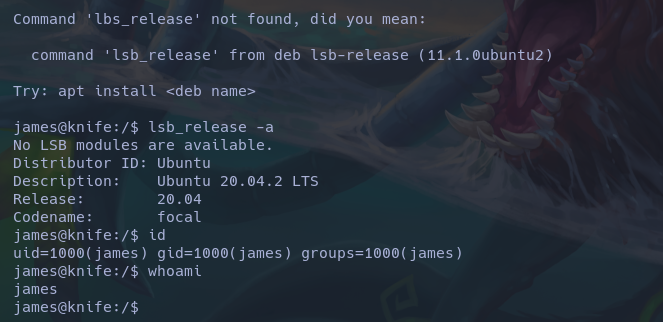 Command 'lbs_release' not found, did you mean:
  command 'lsb_release' from deb lsb-release (11.1.0ubuntu2)
Try: apt install <deb name>
james@knife:/$ lsb_release -a
No LSB modules are available.
Distributor ID: Ubuntu
Description:    Ubuntu 20.04.2 LTS
Release:        20.04
Codename:       focal
james@knife:/$ id
uid=1000(james) gid=1000(james) groups=1000(james)
james@knife:/$ whoami
james
james@knife:/$